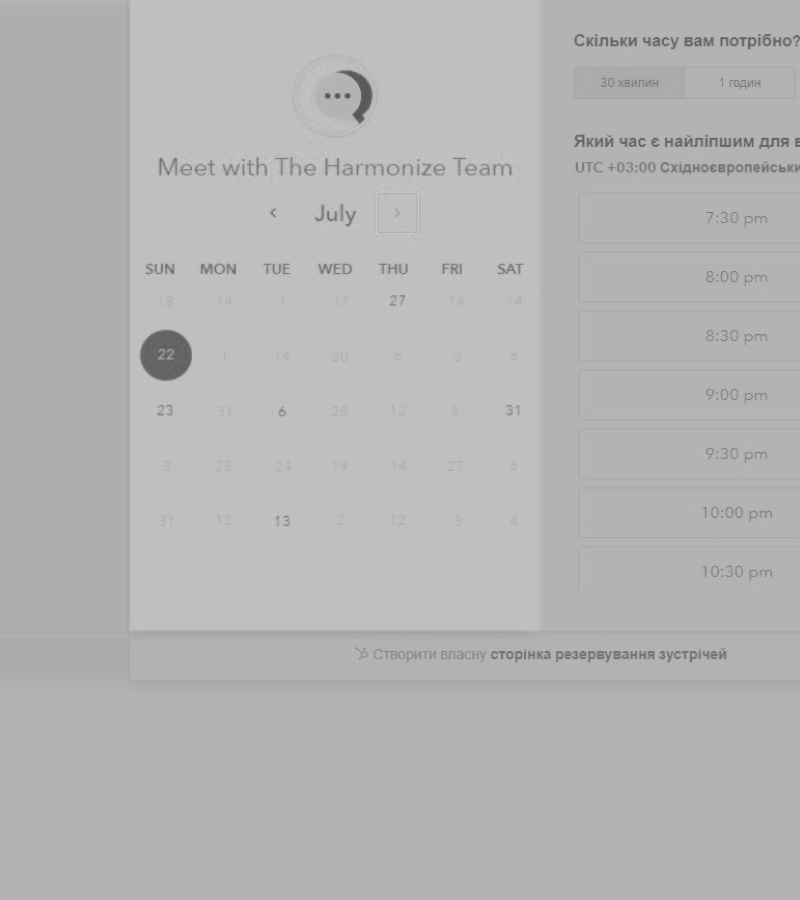 Meet with The Harmonize Team
July
SUN MON TUE WED THU FRI SAT
18 14 1 17 27 14 14
22 1 14 20 6 3 6
23 31 6 28 12 5 31
3 25 24 19 14 27 6
31 12 13 2 12 3 4
Скільки часу вам потрібно?
30 хвилин 1 годин
Який час є найліпшим для
UTC +03:00
7:30 pm
8:00 pm
8:30 pm
9:00 pm
9:30 pm
10:00 pm
10:30 pm
Створити власну сторінка резервування зустрічей